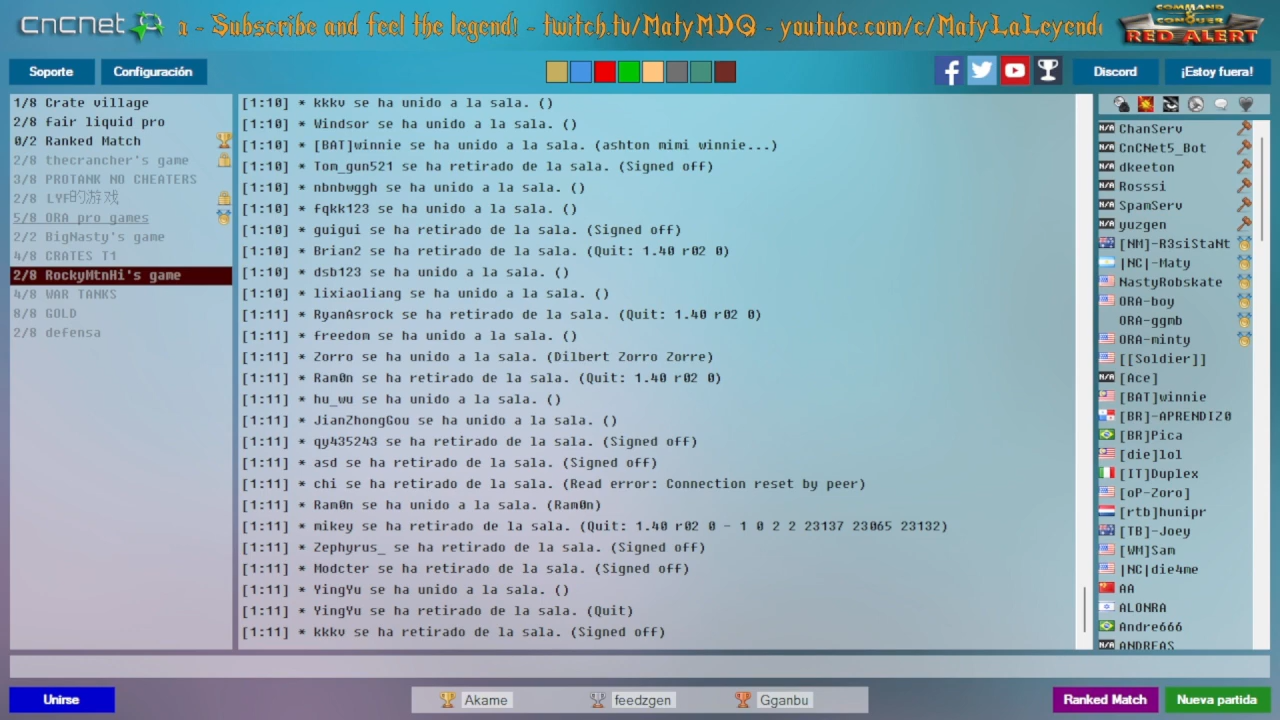 CnCNet
a - Subscribe and feel the legend! - twitch.tv/MatyMDQ - youtube.com/c/MatyLaLeyenda
COMMAND & CONQUER RED ALERT
Soporte
Configuración
Discord
¡Estoy fuera!
1/8 Crate village
2/8 fair liquid pro
0/2 Ranked Match
2/8 thecrancher's game
3/8 PROTANK NO CHEATERS
2/8 LYF的游戏
5/8 ORA pro games
2/2 BigNasty's game
4/8 CRATES T1
2/8 RockyMtnHi's game
4/8 WAR TANKS
8/8 GOLD
2/8 defensa
[1:10] * kkkv se ha unido a la sala. ()
[1:10] * Windsor se ha unido a la sala. ()
[1:10] * [BAT]winnie se ha unido a la sala. (ashton mimi winnie...)
[1:10] * Tom_gun521 se ha retirado de la sala. (Signed off)
[1:10] * nbnbwggh se ha unido a la sala. ()
[1:10] * fqkk123 se ha unido a la sala. ()
[1:10] * guigui se ha retirado de la sala. (Signed off)
[1:10] * Brian2 se ha retirado de la sala. (Quit: 1.40 r02 0)
[1:10] * dsb123 se ha unido a la sala. ()
[1:10] * lixiaoliang se ha unido a la sala. ()
[1:11] * RyanAsrock se ha retirado de la sala. (Quit: 1.40 r02 0)
[1:11] * freedom se ha unido a la sala. ()
[1:11] * Zorro se ha unido a la sala. (Dilbert Zorro Zorre)
[1:11] * Ram0n se ha retirado de la sala. (Quit: 1.40 r02 0)
[1:11] * hu_wu se ha unido a la sala. ()
[1:11] * JianZhongGou se ha unido a la sala. ()
[1:11] * qy435243 se ha retirado de la sala. (Signed off)
[1:11] * asd se ha retirado de la sala. (Signed off)
[1:11] * chi se ha retirado de la sala. (Read error: Connection reset by peer)
[1:11] * Ram0n se ha unido a la sala. (Ram0n)
[1:11] * mikey se ha retirado de la sala. (Quit: 1.40 r02 0 - 1 0 2 2 23137 23065 23132)
[1:11] * Zephyrus_ se ha retirado de la sala. (Signed off)
[1:11] * Modcter se ha retirado de la sala. (Signed off)
[1:11] * YingYu se ha unido a la sala. ()
[1:11] * YingYu se ha retirado de la sala. (Quit)
[1:11] * kkkv se ha retirado de la sala. (Signed off)
N/A ChanServ
N/A CnCNet5_Bot
N/A dkeeton
N/A Rosssi
N/A SpamServ
N/A yuzgen
[NM]-R3siStaNt
|NC|-Maty
NastyRobskate
ORA-boy
ORA-ggmb
ORA-minty
[[Soldier]]
N/A [Ace]
[BAT]winnie
[BR]-APRENDIZ0
[BR]Pica
[die]lol
[IT]Duplex
[oP-Zoro]
[rtb]hunipr
[TB]-Joey
[WM]Sam
|NC|die4me
AA
ALONRA
Andre666
ANDREAS
Unirse
Akame
feedzgen
Gganbu
Ranked Match
Nueva partida